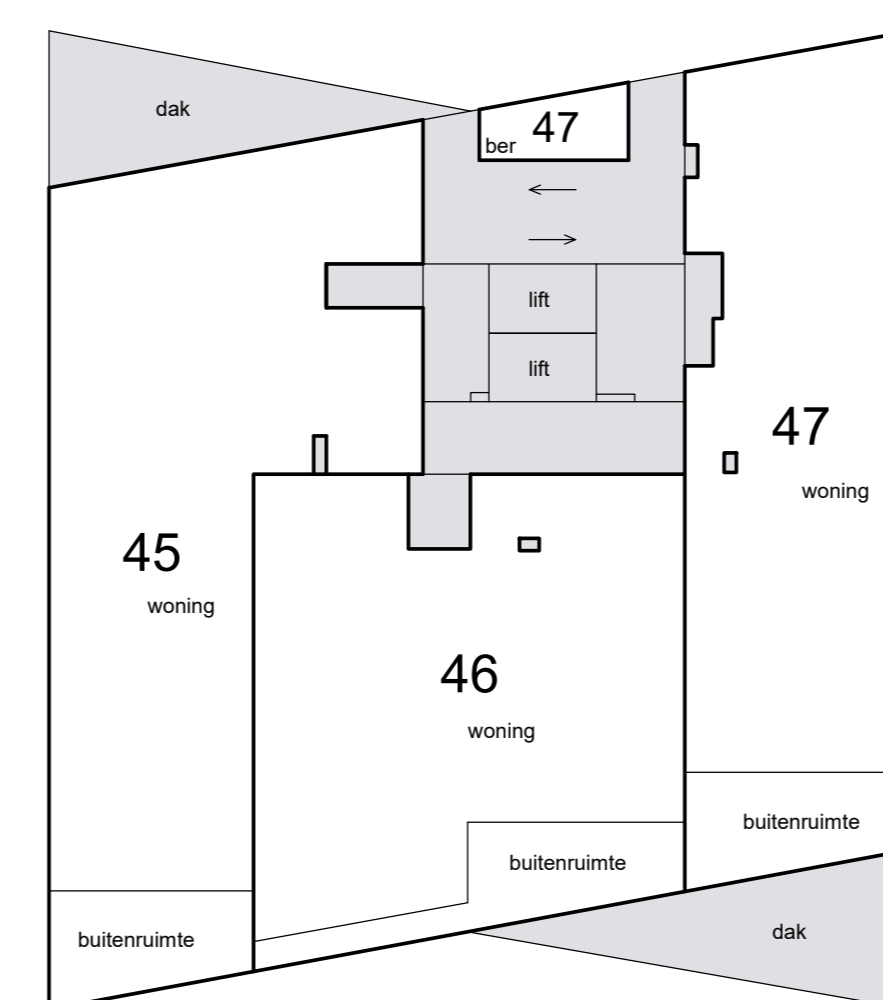 dak
ber 47
lift
lift
47
woning
45
woning
46
woning
buitenruimte
buitenruimte
buitenruimte
dak